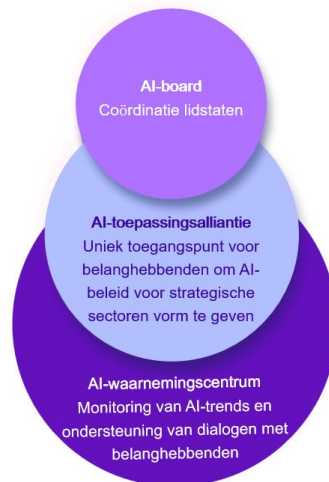 AI-board
Coördinatie lidstaten
AI-toepassingsalliantie
Uniek toegangspunt voor
belanghebbenden om AI-
beleid voor strategische
sectoren vorm te geven
AI-waarnemingscentrum
Monitoring van AI-trends en
ondersteuning van dialogen met
belanghebbenden